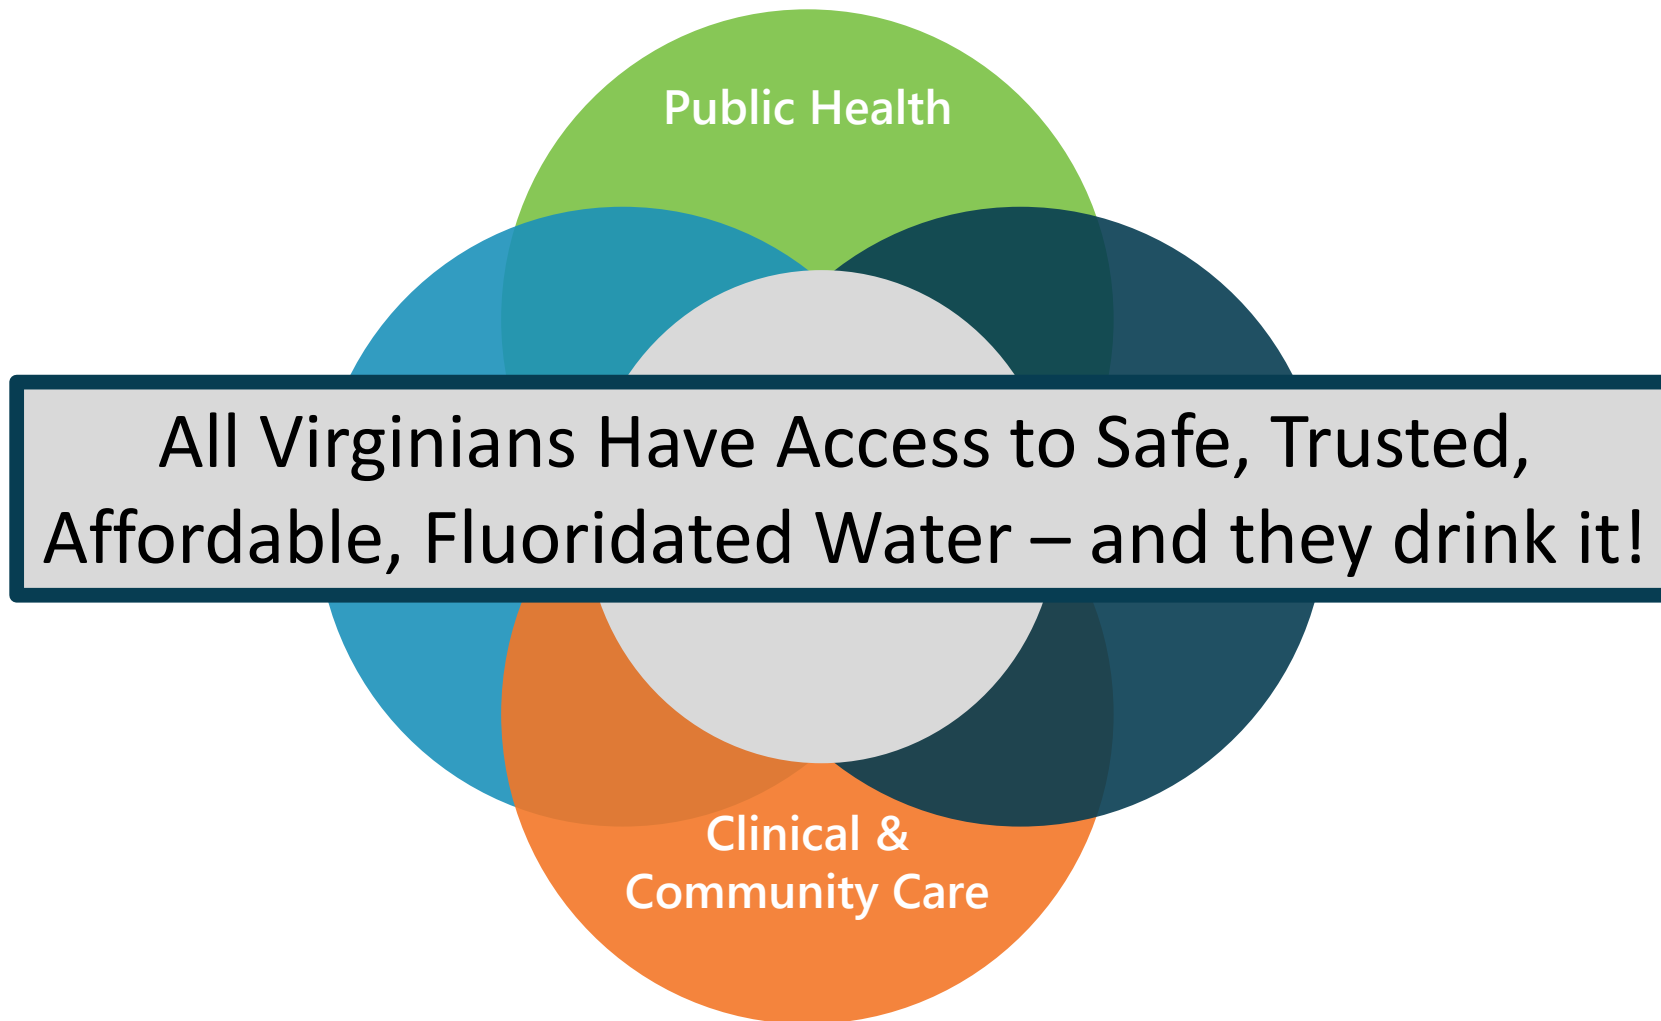 Public Health
All Virginians Have Access to Safe, Trusted,
Affordable, Fluoridated Water – and they drink it!
Clinical &
Community Care